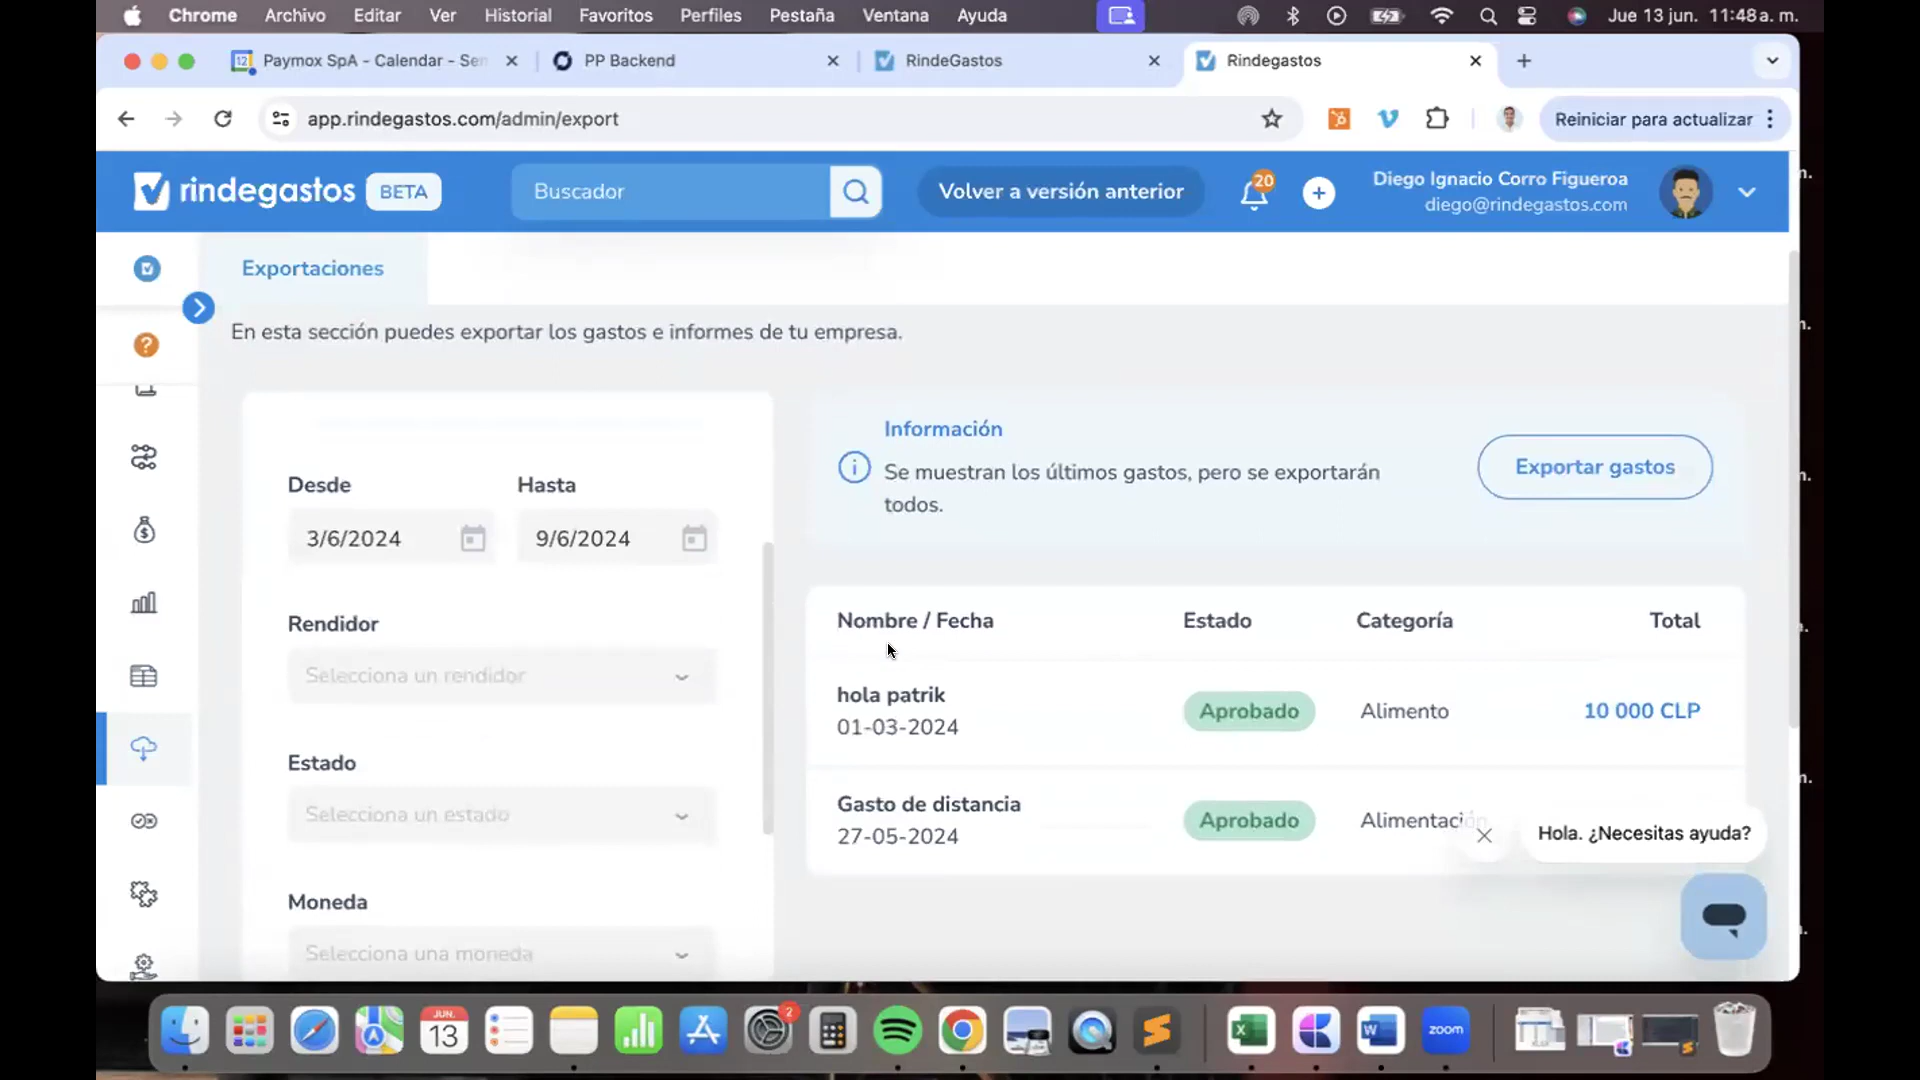 Chrome Archivo Editar Ver Historial Favoritos Perfiles Pestaña Ventana Ayuda
Jue 13 jun. 11:48 a. m.
Paymox SpA - Calendar - Sem
PP Backend
RindeGastos
Rindegastos
app.rindegastos.com/admin/export
Reiniciar para actualizar
rindegastos BETA
Buscador
Volver a versión anterior
20
Diego Ignacio Corro Figueroa
diego@rindegastos.com
Exportaciones
En esta sección puedes exportar los gastos e informes de tu empresa.
Desde
Hasta
3/6/2024
9/6/2024
Rendidor
Selecciona un rendidor
Estado
Selecciona un estado
Moneda
Selecciona una moneda
Información
Se muestran los últimos gastos, pero se exportarán
todos.
Exportar gastos
Nombre / Fecha Estado Categoría Total
hola patrik
01-03-2024
Aprobado
Alimento
10 000 CLP
Gasto de distancia
27-05-2024
Aprobado
Alimentación
Hola. ¿Necesitas ayuda?
JUN.
13
2
zoom